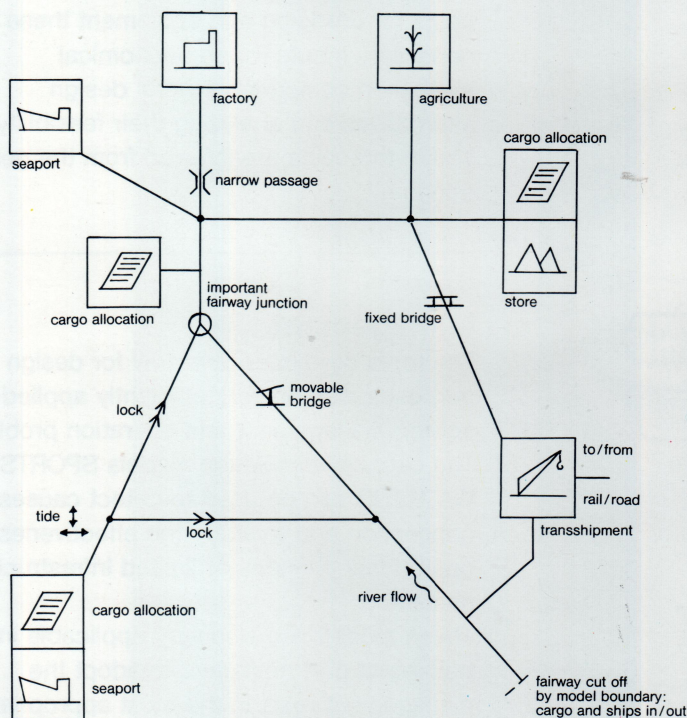 factory
agriculture
cargo allocation
seaport
narrow passage
store
cargo allocation
important
fairway junction
fixed bridge
movable
bridge
lock
to/from
rail/road
transshipment
tide
lock
cargo allocation
river flow
seaport
fairway cut off
by model boundary:
cargo and ships in/out